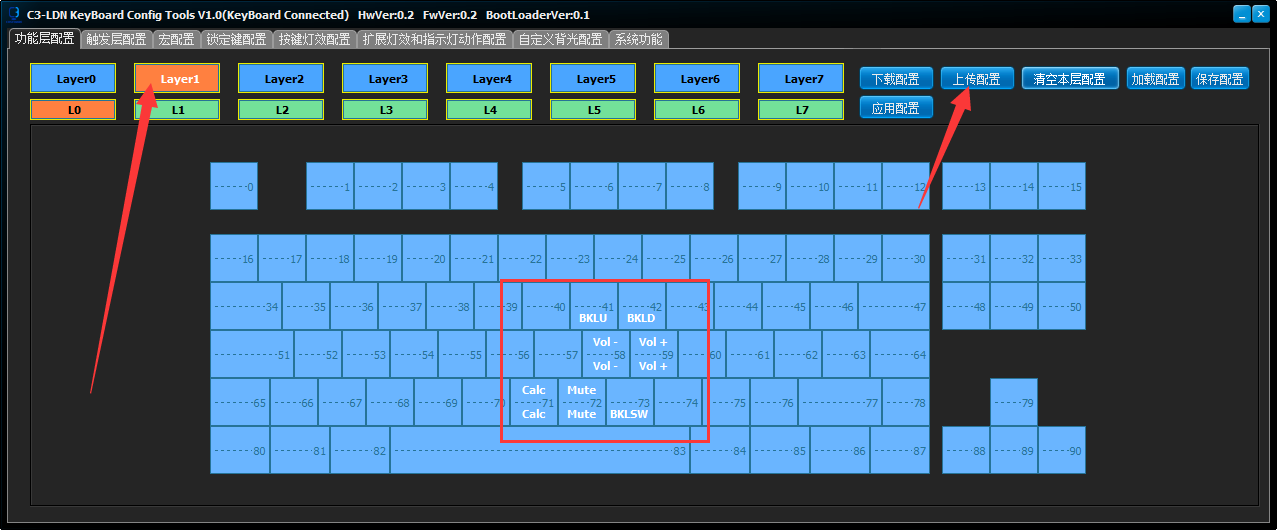 C3-LDN KeyBoard Config Tools V1.0(KeyBoard Connected) HwVer:0.2 FwVer:0.2 BootLoaderVer:0.1
功能层配置 触发层配置 宏配置 锁定键配置 按键灯效配置 扩展灯效和指示灯动作配置 自定义背光配置 系统功能
Layer0 Layer1 Layer2 Layer3 Layer4 Layer5 Layer6 Layer7 下载配置 上传配置 清空本层配置 加载配置 保存配置
L0 L1 L2 L3 L4 L5 L6 L7 应用配置
0 1 2 3 4 5 6 7 8 9 10 11 12 13 14 15
16 17 18 19 20 21 22 23 24 25 26 27 28 29 30 31 32 33
34 35 36 37 38 39 40 41 42 43 44 45 46 47 48 49 50
BKLU BKLD
Vol - Vol +
51 52 53 54 55 56 57 58 59 60 61 62 63 64
Vol - Vol +
Calc Mute
65 66 67 68 69 70 71 72 73 74 75 76 77 78 79
Calc Mute BKLSW
80 81 82 83 84 85 86 87 88 89 90